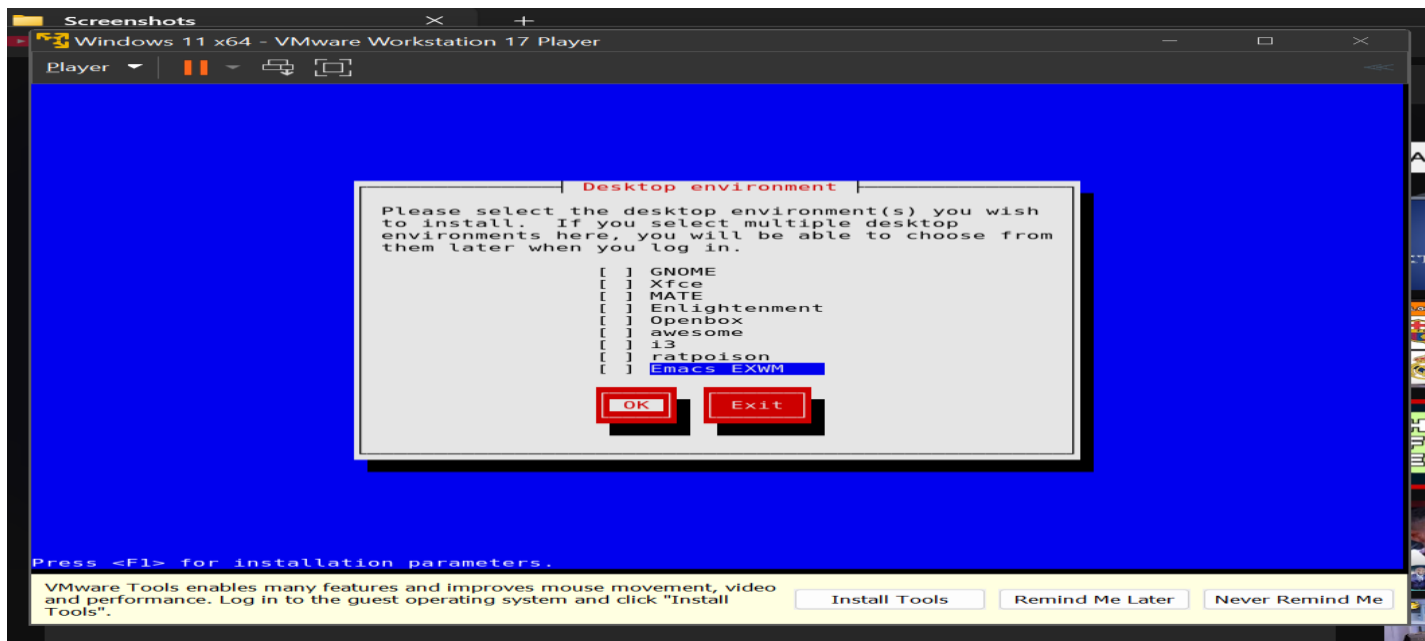 Screenshots
Windows 11 x64 - VMware Workstation 17 Player
Player
Desktop environment
Please select the desktop environment(s) you wish
to install.  If you select multiple desktop
environments here, you will be able to choose from
them later when you log in.
[ ] GNOME
[ ] Xfce
[ ] MATE
[ ] Enlightenment
[ ] Openbox
[ ] awesome
[ ] i3
[ ] ratpoison
[ ] Emacs EXWM
OK Exit
Press <F1> for installation parameters.
VMware Tools enables many features and improves mouse movement, video
and performance. Log in to the guest operating system and click "Install
Tools".
Install Tools Remind Me Later Never Remind Me